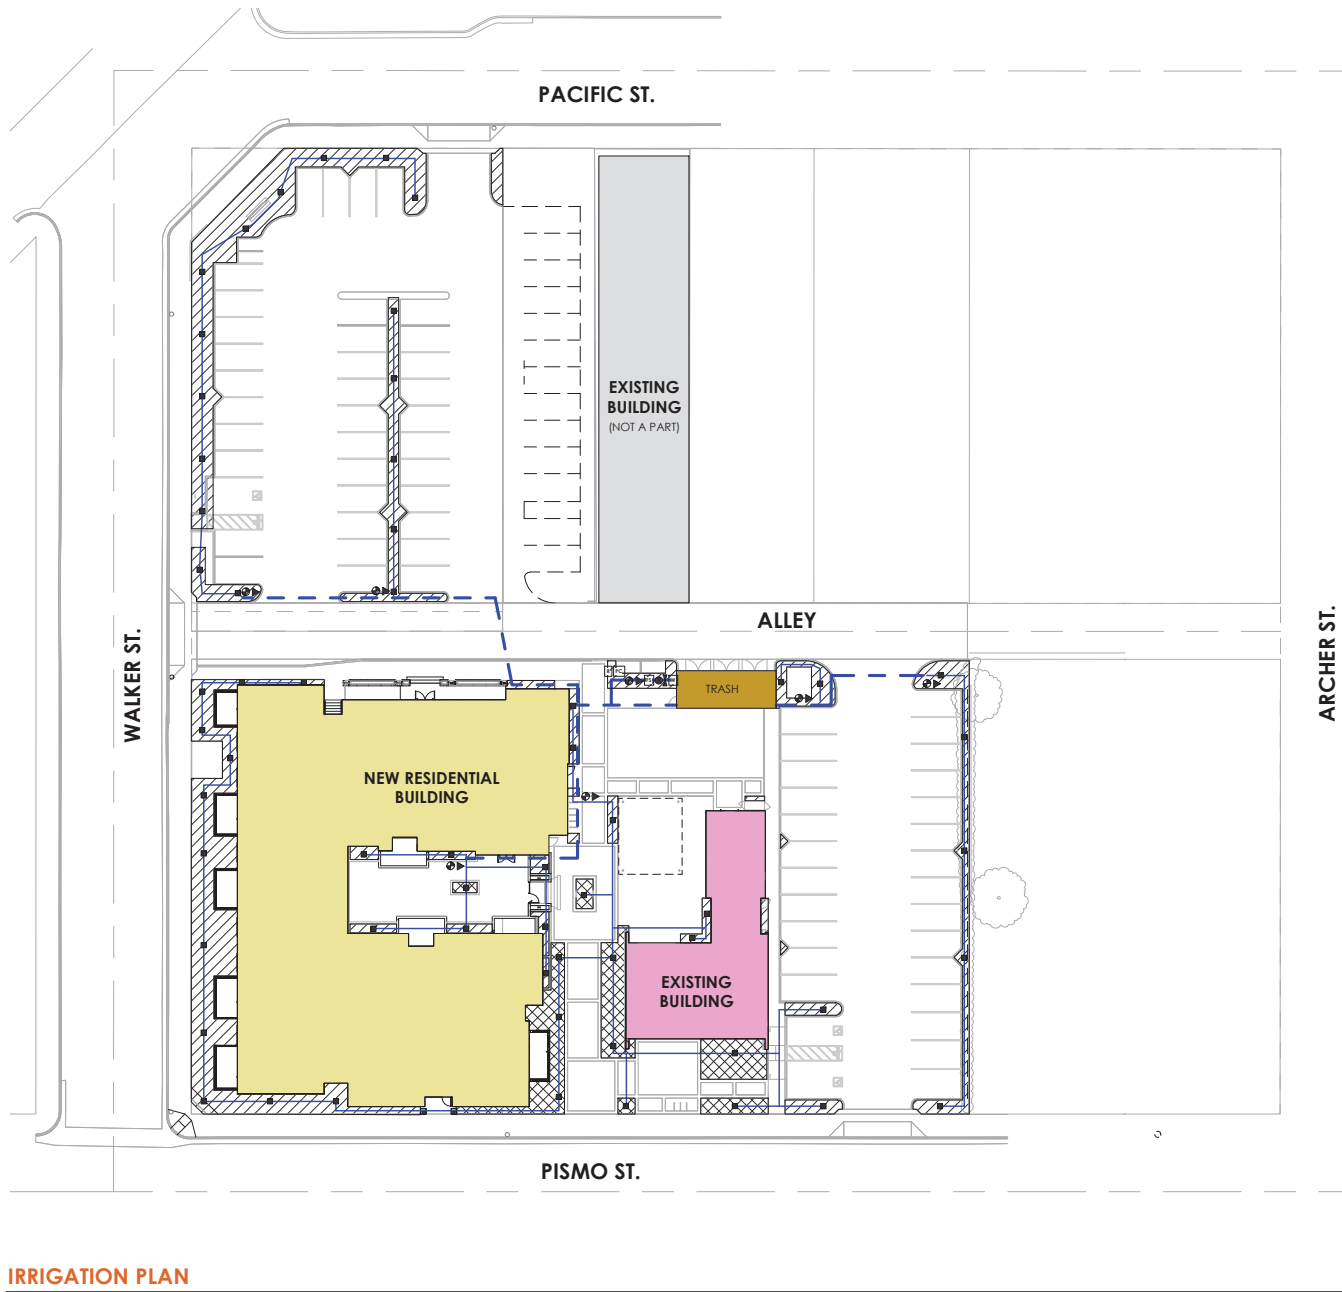 PACIFIC ST.
EXISTING
BUILDING
(NOT A PART)
ALLEY
WALKER ST.
ARCHER ST.
TRASH
NEW RESIDENTIAL
BUILDING
EXISTING
BUILDING
PISMO ST.
IRRIGATION PLAN